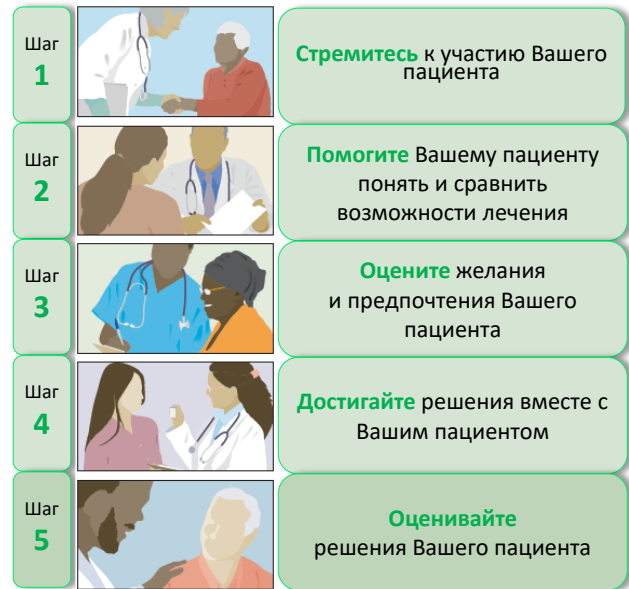 Шаг
1
Стремитесь к участию Вашего
пациента
Шаг
2
Помогите Вашему пациенту
понять и сравнить
возможности лечения
Шаг
3
Оцените желания
и предпочтения Вашего
пациента
Шаг
4
Достигайте решения вместе с
Вашим пациентом
Шаг
5
Оценивайте
решения Вашего пациента